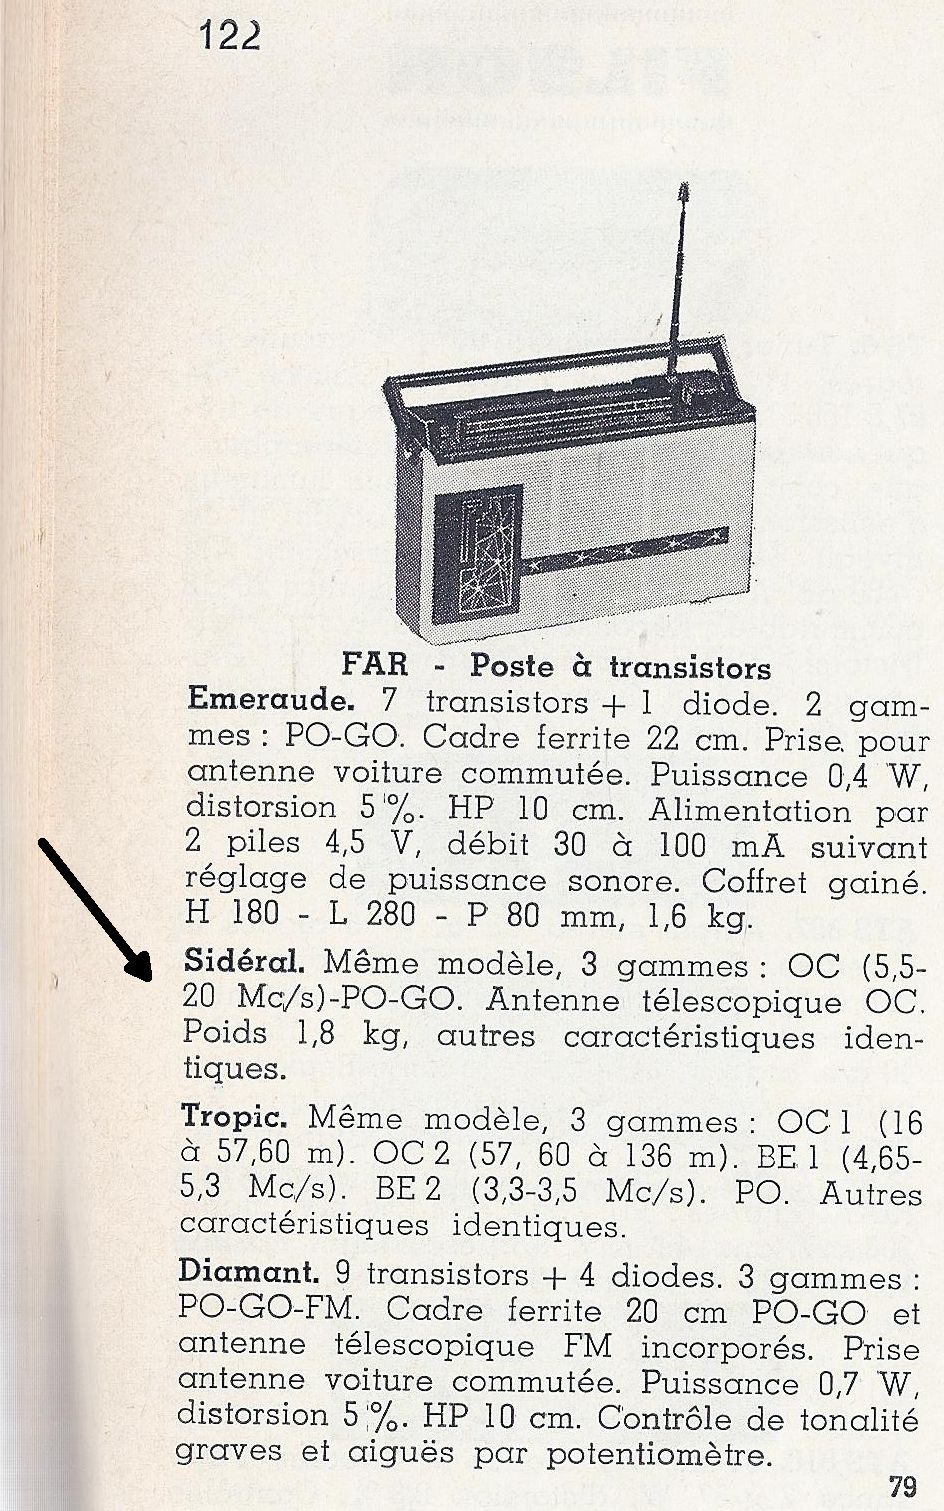 122
FAR - Poste à transistors
Emeraude. 7 transistors + 1 diode. 2 gam-
mes : PO-GO. Cadre ferrite 22 cm. Prise pour
antenne voiture commutée. Puissance 0,4 W,
distorsion 5 %. HP 10 cm. Alimentation par
2 piles 4,5 V, débit 30 à 100 mA suivant
réglage de puissance sonore. Coffret gainé.
H 180 - L 280 - P 80 mm, 1,6 kg.
Sidéral. Même modèle, 3 gammes : OC (5,5-
20 Mc/s)-PO-GO. Antenne télescopique OC.
Poids 1,8 kg, autres caractéristiques iden-
tiques.
Tropic. Même modèle, 3 gammes : OC 1 (16
à 57,60 m). OC 2 (57, 60 à 136 m). BE 1 (4,65-
5,3 Mc/s). BE 2 (3,3-3,5 Mc/s). PO. Autres
caractéristiques identiques.
Diamant. 9 transistors + 4 diodes. 3 gammes :
PO-GO-FM. Cadre ferrite 20 cm PO-GO et
antenne télescopique FM incorporés. Prise
antenne voiture commutée. Puissance 0,7 W,
distorsion 5 %. HP 10 cm. Contrôle de tonalité
graves et aiguës par potentiomètre.
79